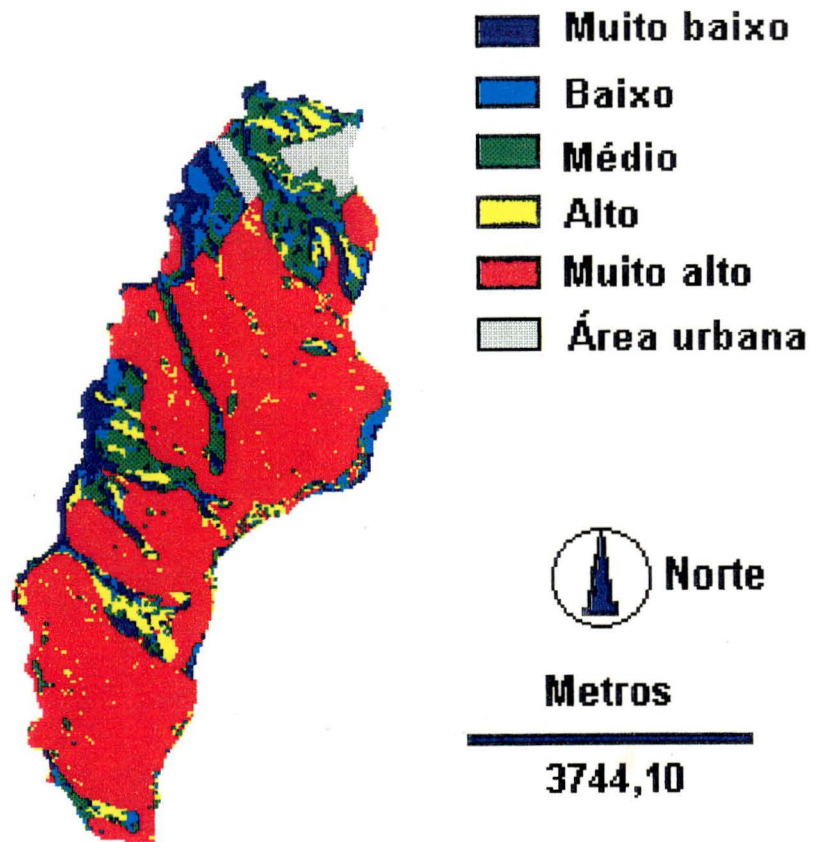 Muito baixo
Baixo
Médio
Alto
Muito alto
Área urbana
Norte
Metros
3744,10